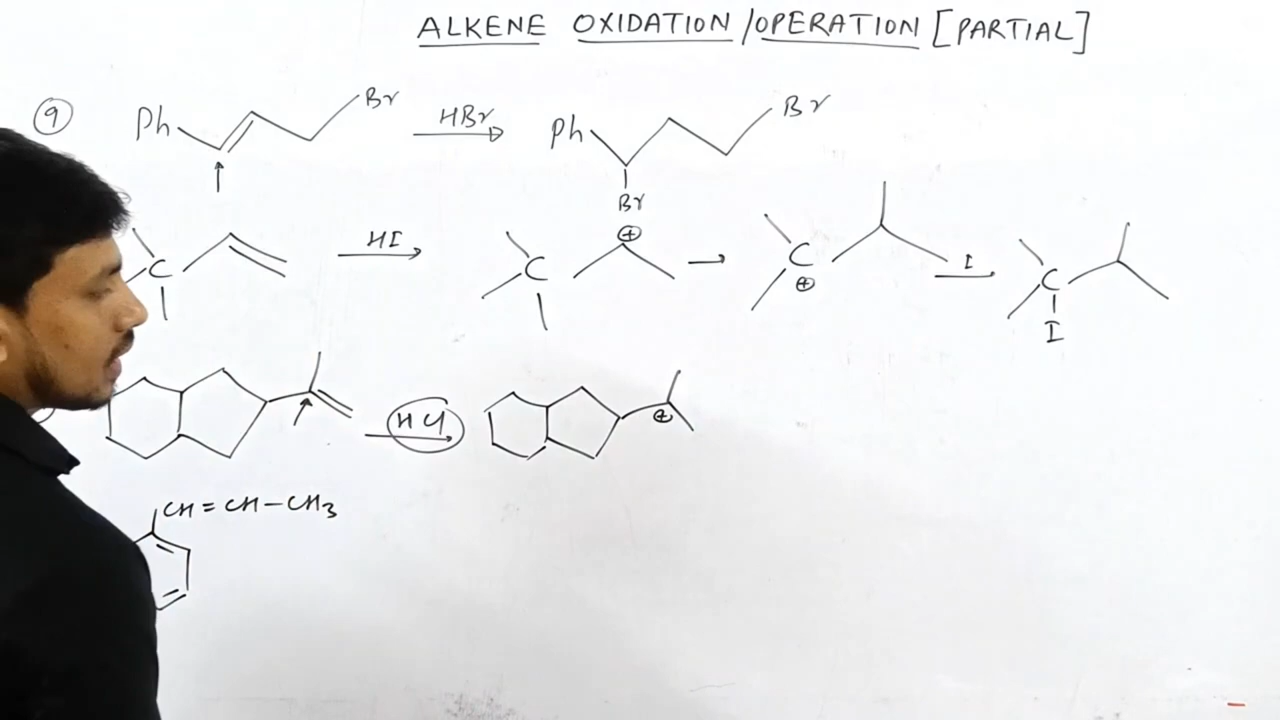 ALKENE OXIDATION/OPERATION [PARTIAL]
9 Ph Br HBr Ph Br
Br
C HI C ⊕ → C ⊕ I C
I
HCl ⊕
CH=CH-CH3